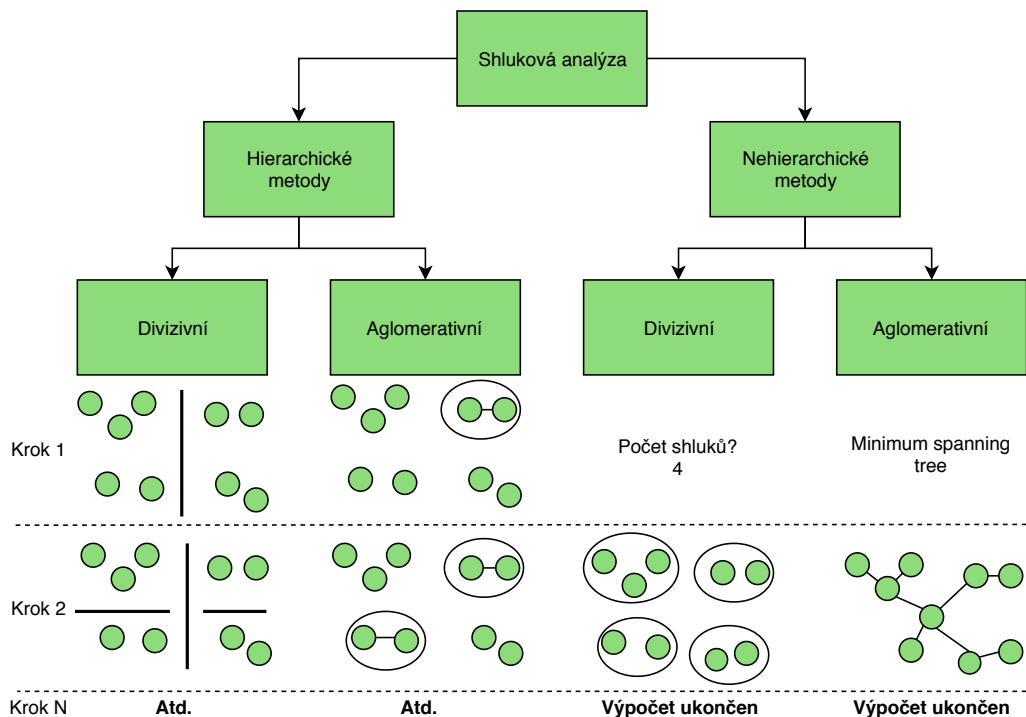 Shluková analýza
Hierarchické
metody
Nehierarchické
metody
Divizivní
Aglomerativní
Divizivní
Aglomerativní
Krok 1
Počet shluků?
4
Minimum spanning
tree
Krok 2
Krok N
Atd.
Atd.
Výpočet ukončen
Výpočet ukončen